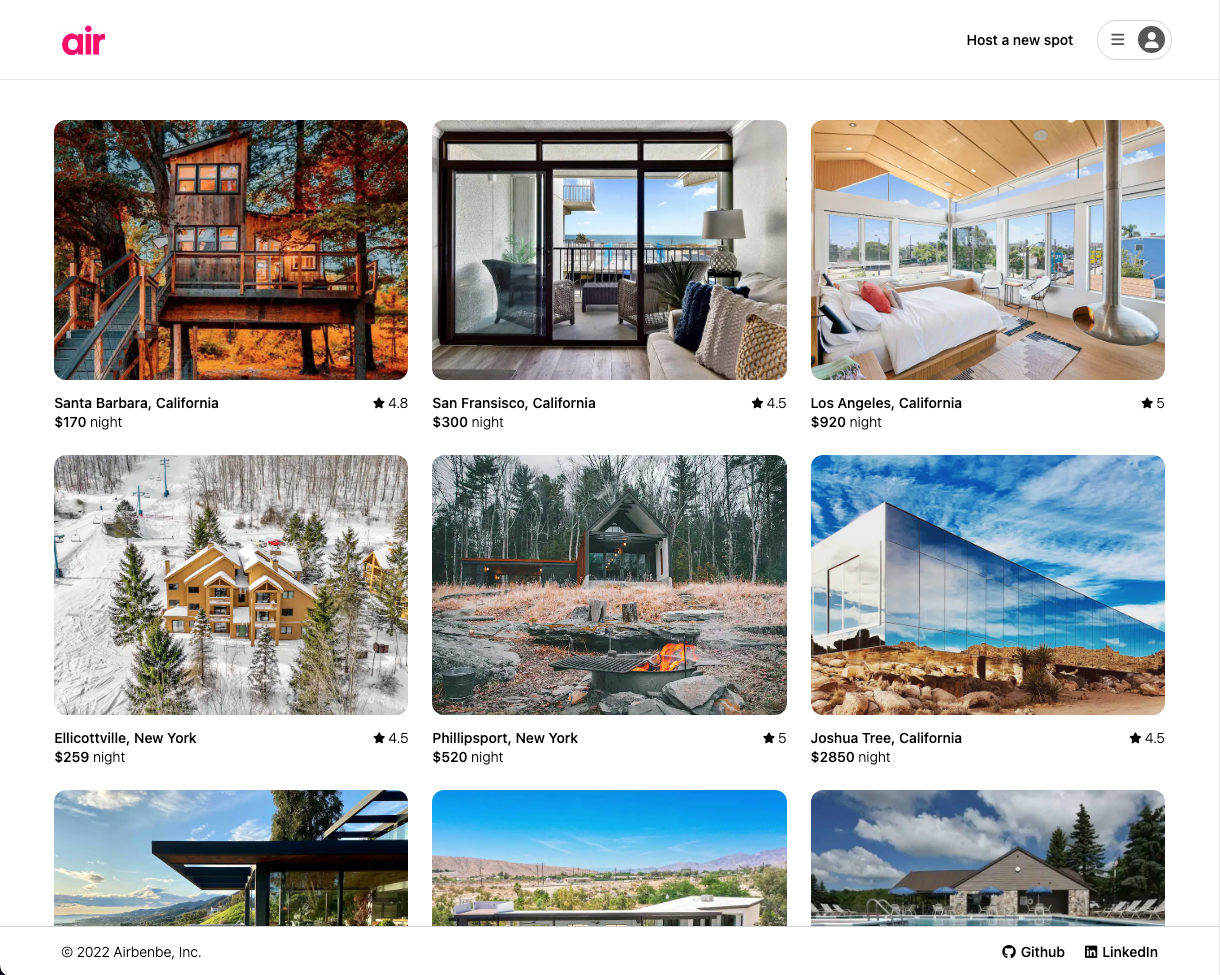 air
Host a new spot
Santa Barbara, California 4.8
$170 night
San Fransisco, California 4.5
$300 night
Los Angeles, California 5
$920 night
Ellicottville, New York 4.5
$259 night
Phillipsport, New York 5
$520 night
Joshua Tree, California 4.5
$2850 night
© 2022 Airbenbe, Inc.
Github
LinkedIn